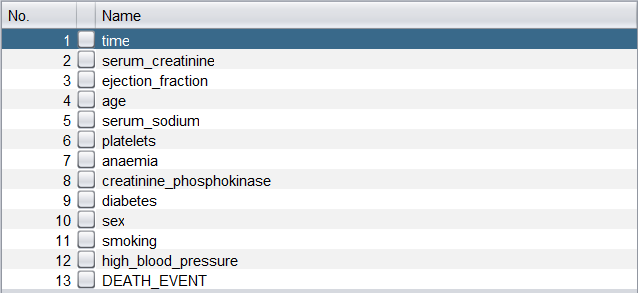 No. Name
1 time
2 serum_creatinine
3 ejection_fraction
4 age
5 serum_sodium
6 platelets
7 anaemia
8 creatinine_phosphokinase
9 diabetes
10 sex
11 smoking
12 high_blood_pressure
13 DEATH_EVENT